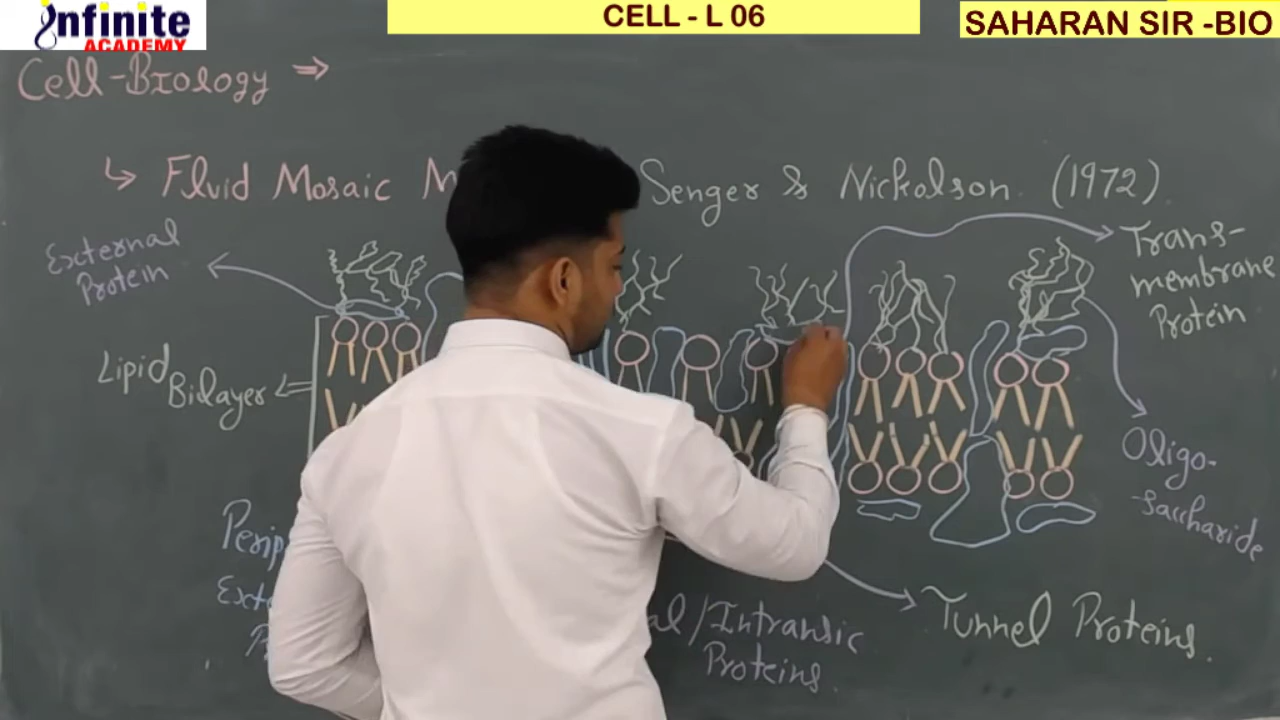 infinite
ACADEMY
CELL - L 06
SAHARAN SIR -BIO
Cell-Biology ⇒
↳ Fluid Mosaic M
Senger & Nickolson. (1972).
External
Protein
Trans-
membrane
Protein
Lipid
Bilayer
Oligo-
Saccharide
Perip
Exte
al/Intransic
Proteins.
Tunnel Proteins.